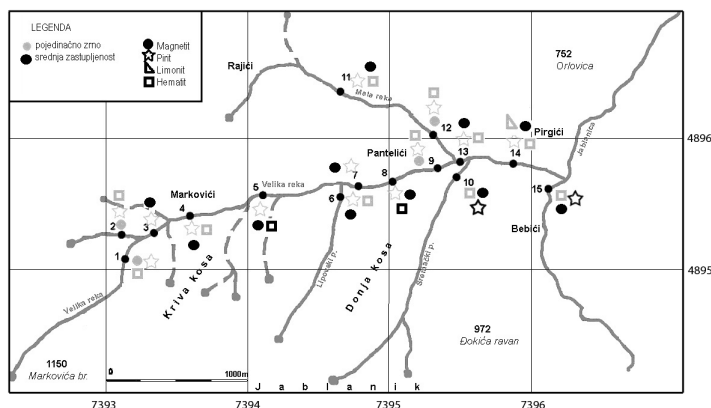 LEGENDA
pojedinačno zrno
srednja zastupljenost
Magnetit
Pirit
Limonit
Hematit
752
Orlovica
Rajići
11
Mala reka
12
Pirgići
4896
Jablanica
Pantelići
13
14
9
Markovići
Velika reka
7
8
10
5
6
15
4
2
3
Bebići
1
Kriva kosa
Lipovski p.
Donja kosa
Sremački p.
4895
Velika reka
972
Đokića ravan
1150
Markovića br.
0
1000m
Jablanik
7393
7394
7395
7396